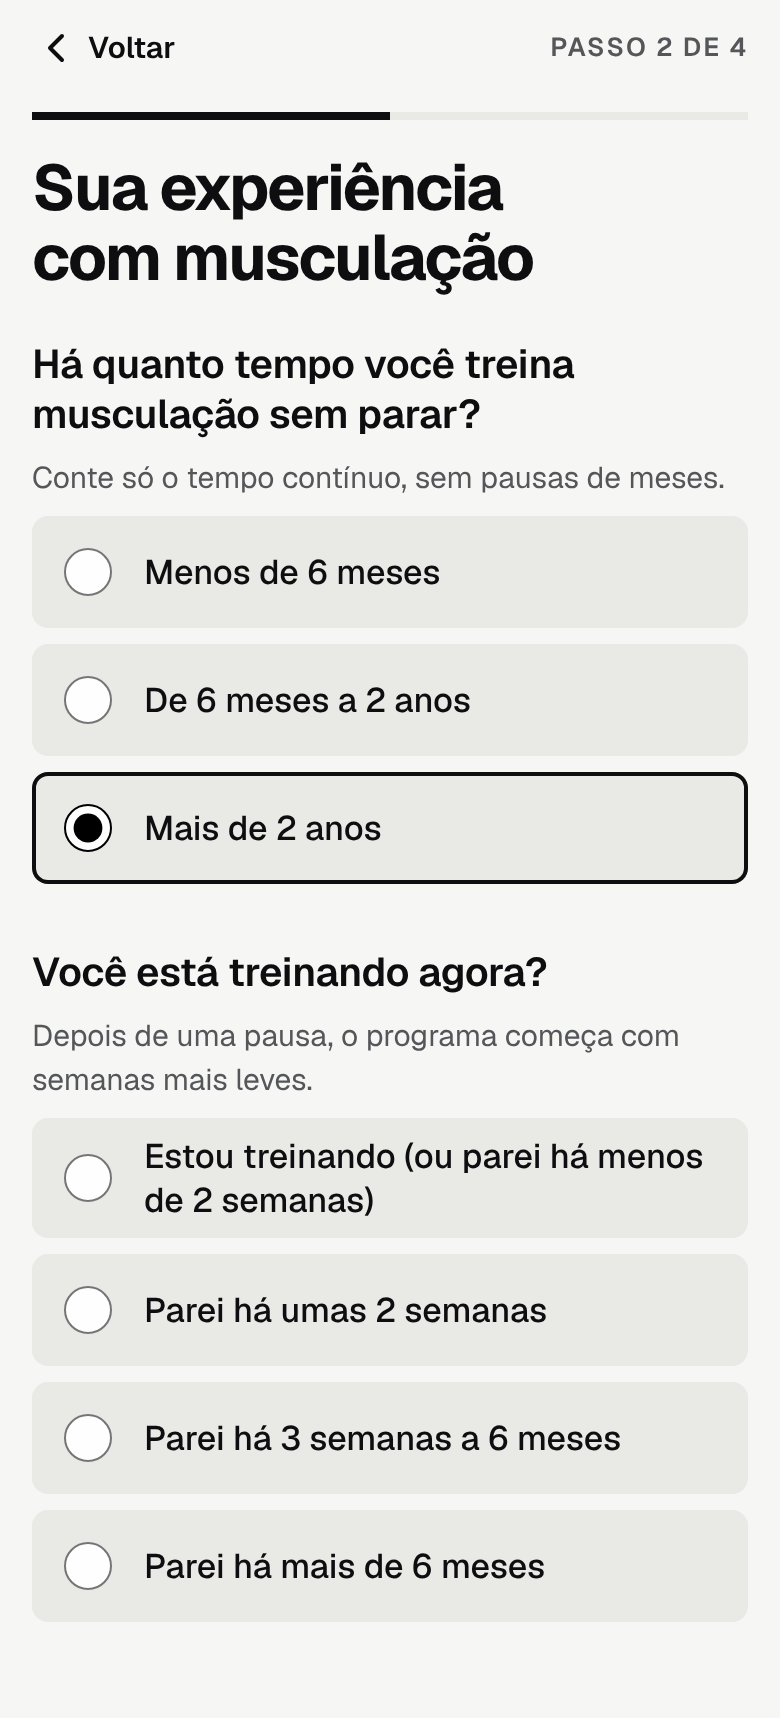 Voltar
PASSO 2 DE 4
Sua experiência
com musculação
Há quanto tempo você treina
musculação sem parar?
Conte só o tempo contínuo, sem pausas de meses.
Menos de 6 meses
De 6 meses a 2 anos
Mais de 2 anos
Você está treinando agora?
Depois de uma pausa, o programa começa com
semanas mais leves.
Estou treinando (ou parei há menos
de 2 semanas)
Parei há umas 2 semanas
Parei há 3 semanas a 6 meses
Parei há mais de 6 meses